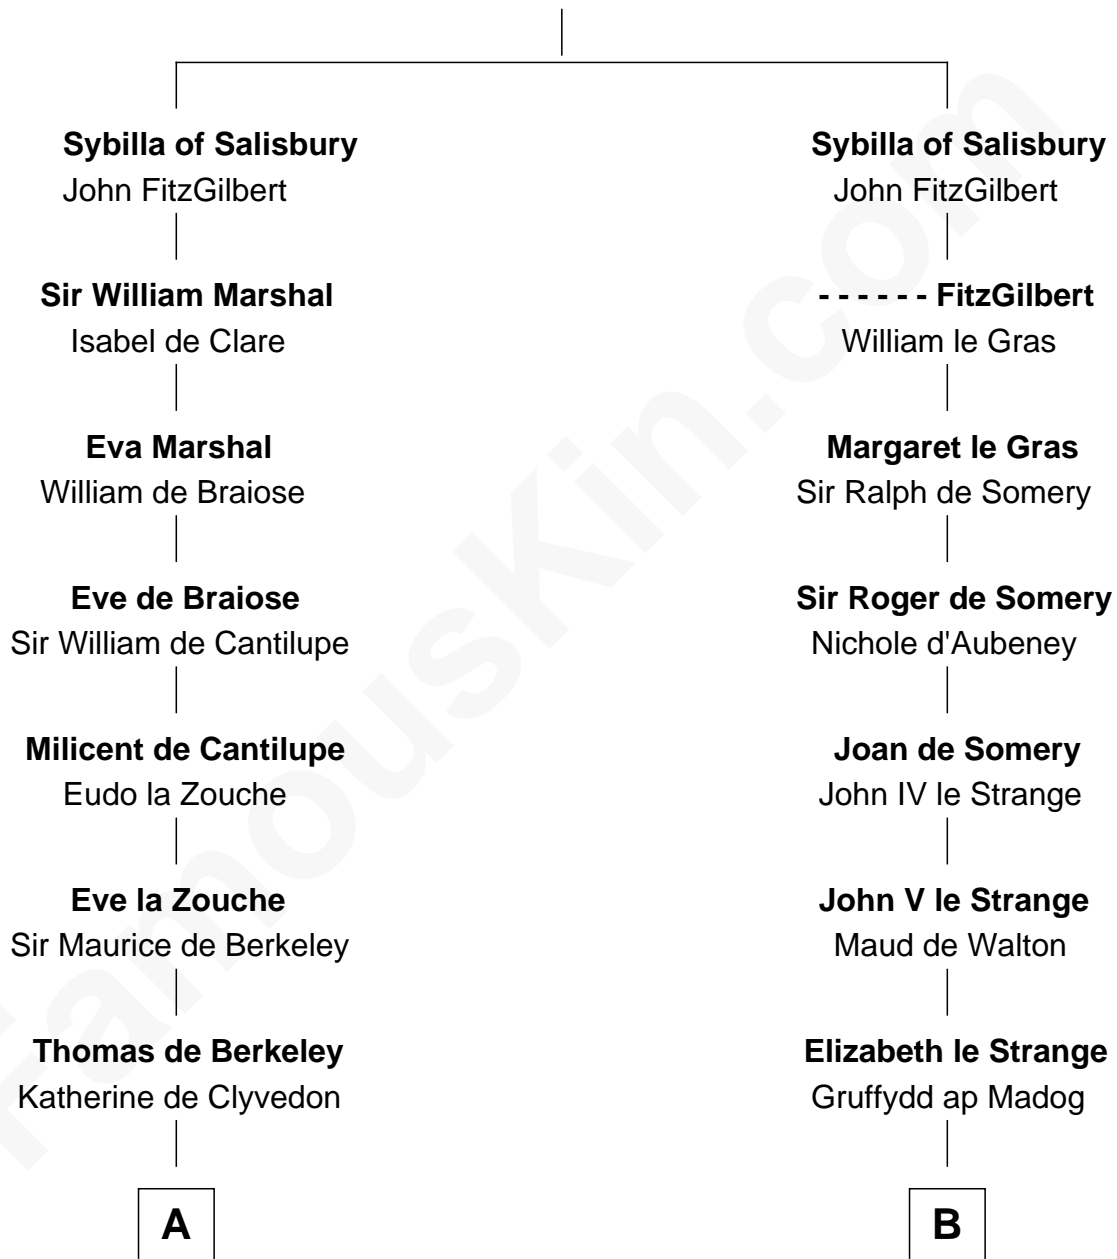 Sybilla of Salisbury
John FitzGilbert
Sir William Marshal
Isabel de Clare
Eva Marshal
William de Braiose
Eve de Braiose
Sir William de Cantilupe
Milicent de Cantilupe
Eudo la Zouche
Eve la Zouche
Sir Maurice de Berkeley
Thomas de Berkeley
Katherine de Clyvedon
A
Sybilla of Salisbury
John FitzGilbert
- - - - - - FitzGilbert
William le Gras
Margaret le Gras
Sir Ralph de Somery
Sir Roger de Somery
Nichole d'Aubeney
Joan de Somery
John IV le Strange
John V le Strange
Maud de Walton
Elizabeth le Strange
Gruffydd ap Madog
B
FamousKin.com